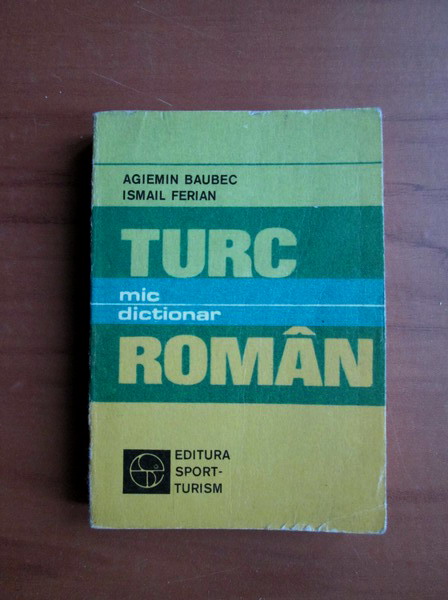 AGIEMIN BAUBEC
ISMAIL FERIAN
TURC
mic
dictionar
ROMÂN
EDITURA
SPORT-
TURISM